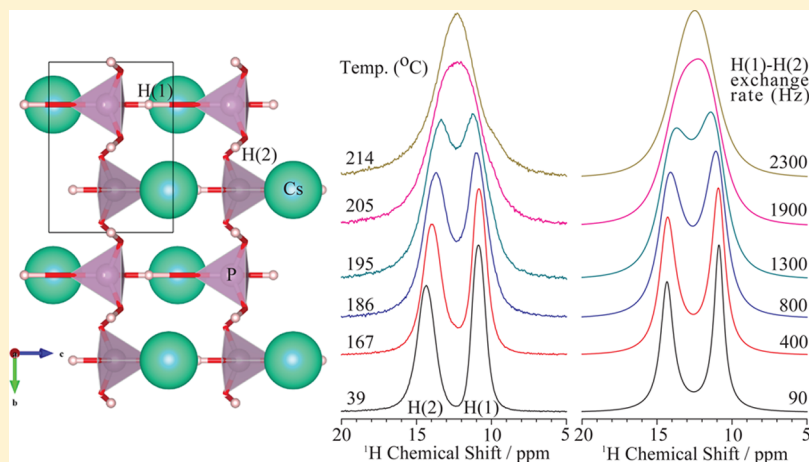 H(1)
H(2)
Cs
P
c
b
Temp. (°C)
214
205
195
186
167
39
H(2)
H(1)
20
15
10
5
¹H Chemical Shift / ppm
H(1)-H(2)
exchange
rate (Hz)
2300
1900
1300
800
400
90
20
15
10
5
¹H Chemical Shift / ppm